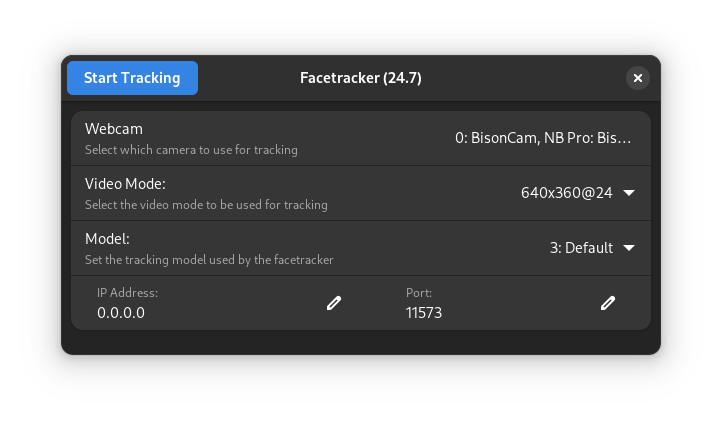 Start Tracking
Facetracker (24.7)
Webcam
Select which camera to use for tracking
0: BisonCam, NB Pro: Bis...
Video Mode:
Select the video mode to be used for tracking
640x360@24
Model:
Set the tracking model used by the facetracker
3: Default
IP Address:
0.0.0.0
Port:
11573